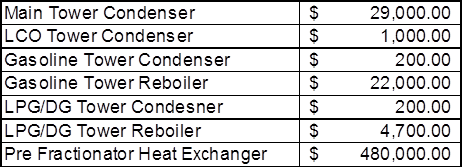 Main Tower Condenser $ 29,000.00
LCO Tower Condenser $ 1,000.00
Gasoline Tower Condenser $ 200.00
Gasoline Tower Reboiler $ 22,000.00
LPG/DG Tower Condesner $ 200.00
LPG/DG Tower Reboiler $ 4,700.00
Pre Fractionator Heat Exchanger $ 480,000.00